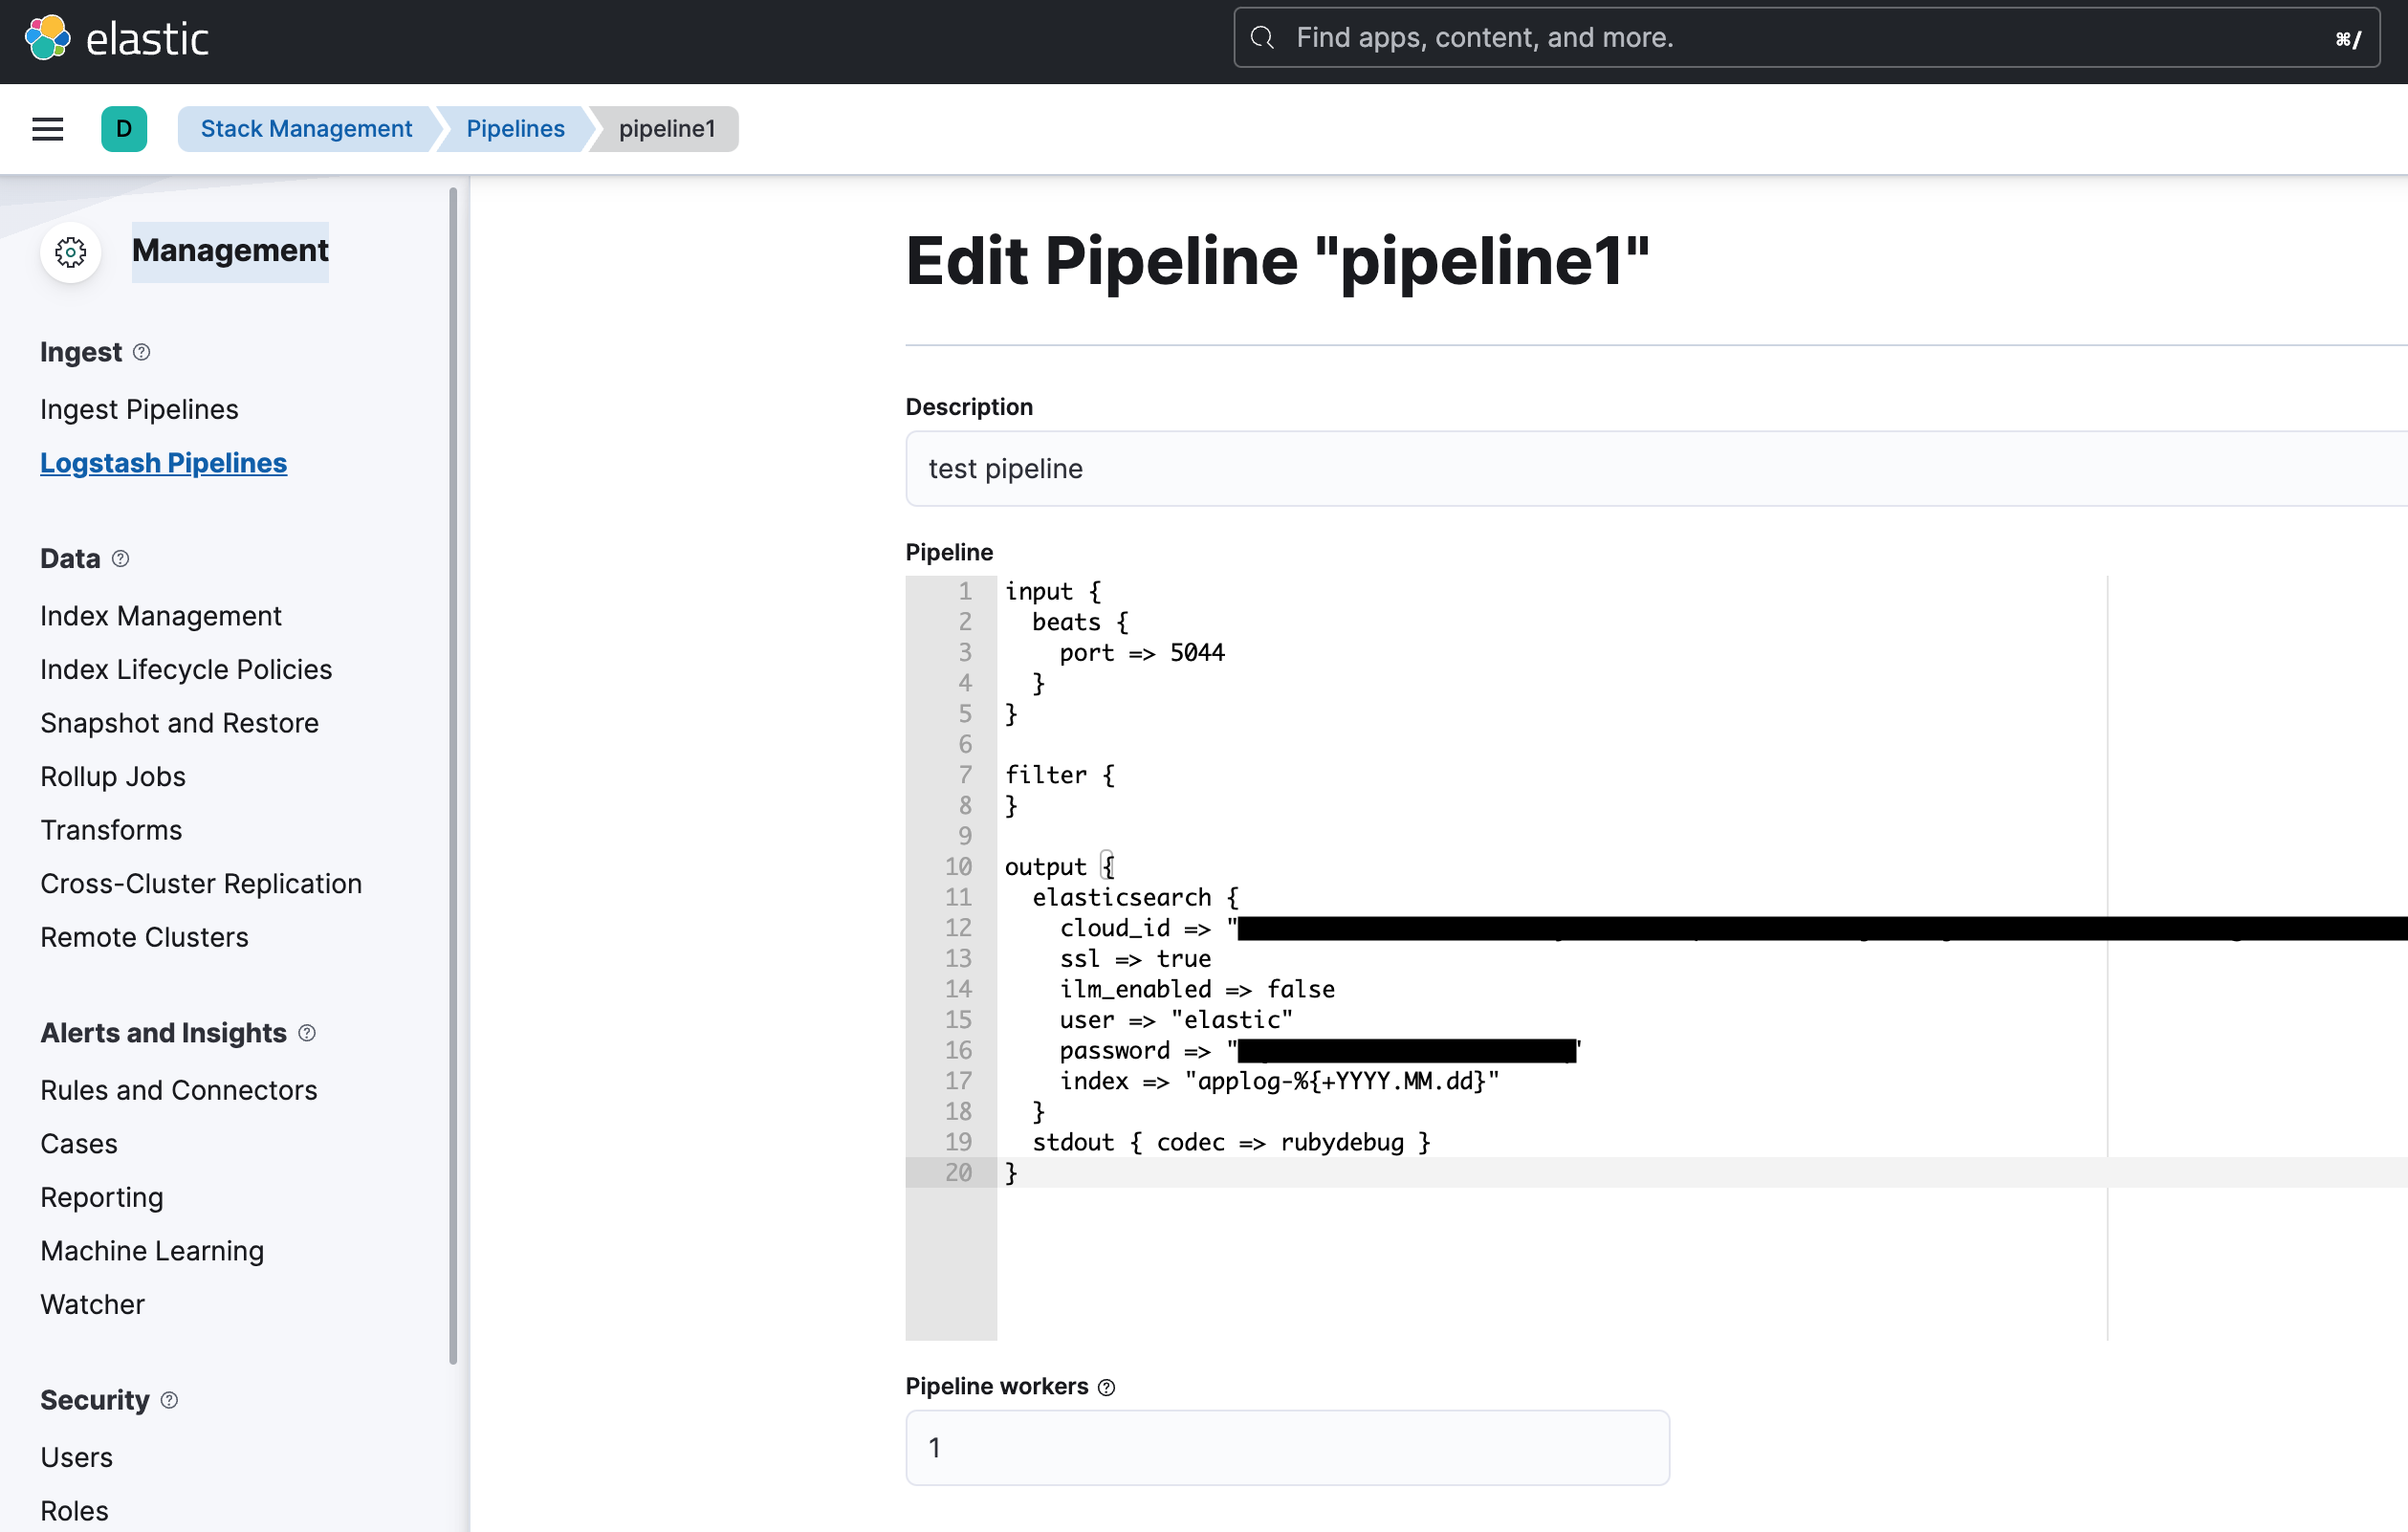 elastic
Find apps, content, and more.
⌘/
D
Stack Management
Pipelines
pipeline1
Management
Ingest
Ingest Pipelines
Logstash Pipelines
Data
Index Management
Index Lifecycle Policies
Snapshot and Restore
Rollup Jobs
Transforms
Cross-Cluster Replication
Remote Clusters
Alerts and Insights
Rules and Connectors
Cases
Reporting
Machine Learning
Watcher
Security
Users
Roles
Edit Pipeline "pipeline1"
Description
test pipeline
Pipeline
1 input {
2   beats {
3     port => 5044
4   }
5 }
6
7 filter {
8 }
9
10 output {
11   elasticsearch {
12     cloud_id => "
13     ssl => true
14     ilm_enabled => false
15     user => "elastic"
16     password => "                    "
17     index => "applog-%{+YYYY.MM.dd}"
18   }
19   stdout { codec => rubydebug }
20 }
Pipeline workers
1